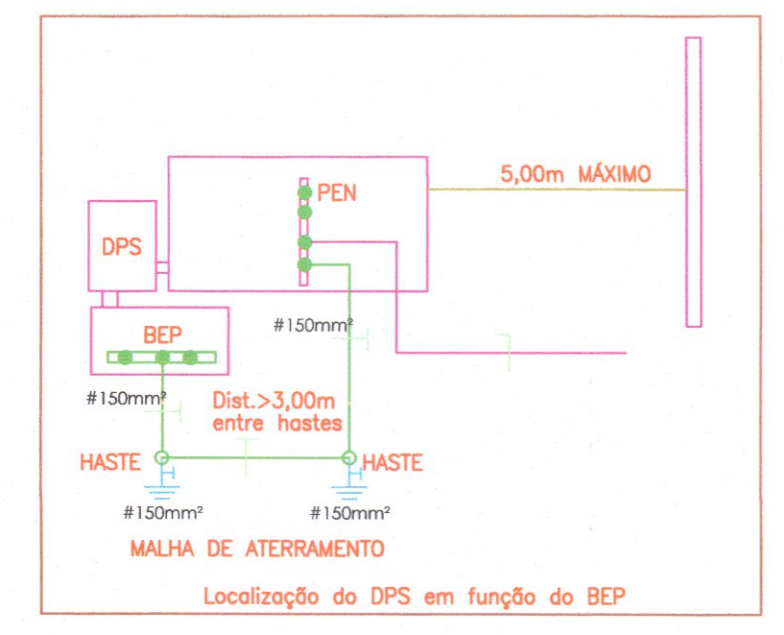 5,00m MÁXIMO
PEN
DPS
#150mm²
BEP
#150mm²
Dist.>3,00m
entre hastes
HASTE
HASTE
#150mm²
#150mm²
MALHA DE ATERRAMENTO
Localização do DPS em função do BEP